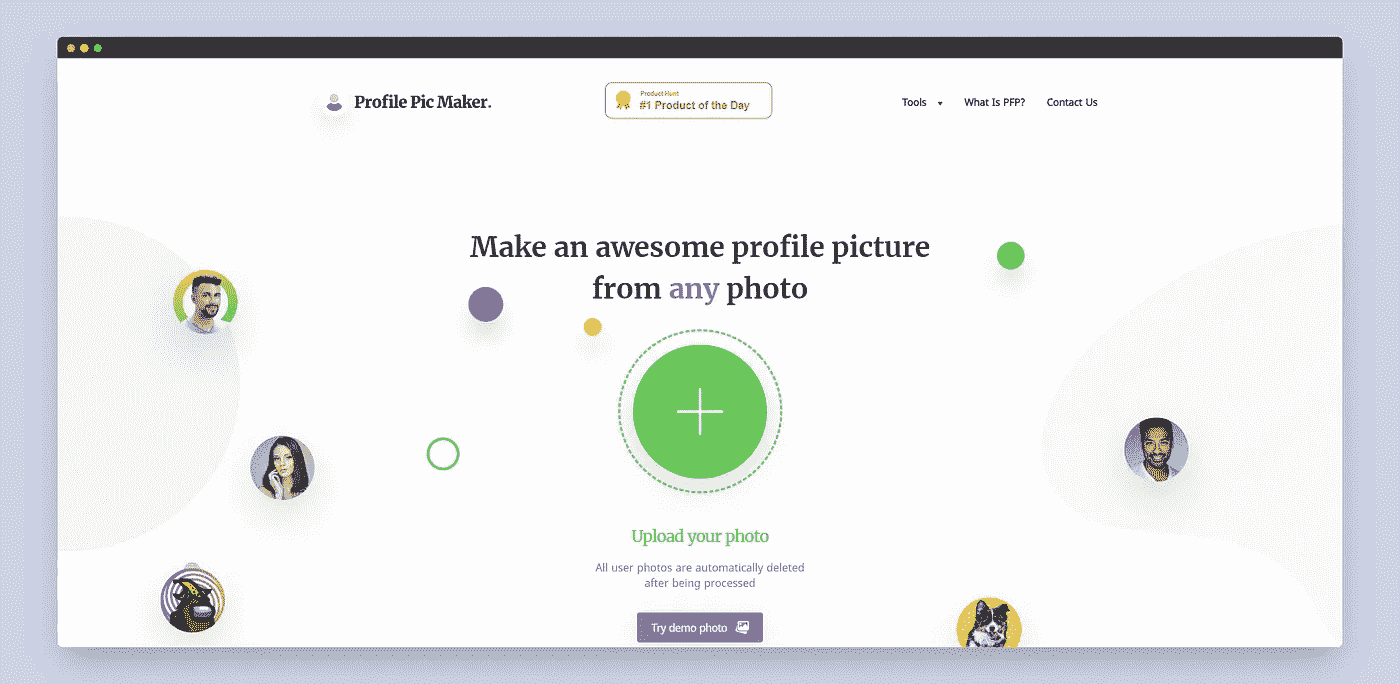 Profile Pic Maker.
Product Hunt
#1 Product of the Day
Tools
What Is PFP?
Contact Us
Make an awesome profile picture
from any photo
Upload your photo
All user photos are automatically deleted
after being processed
Try demo photo